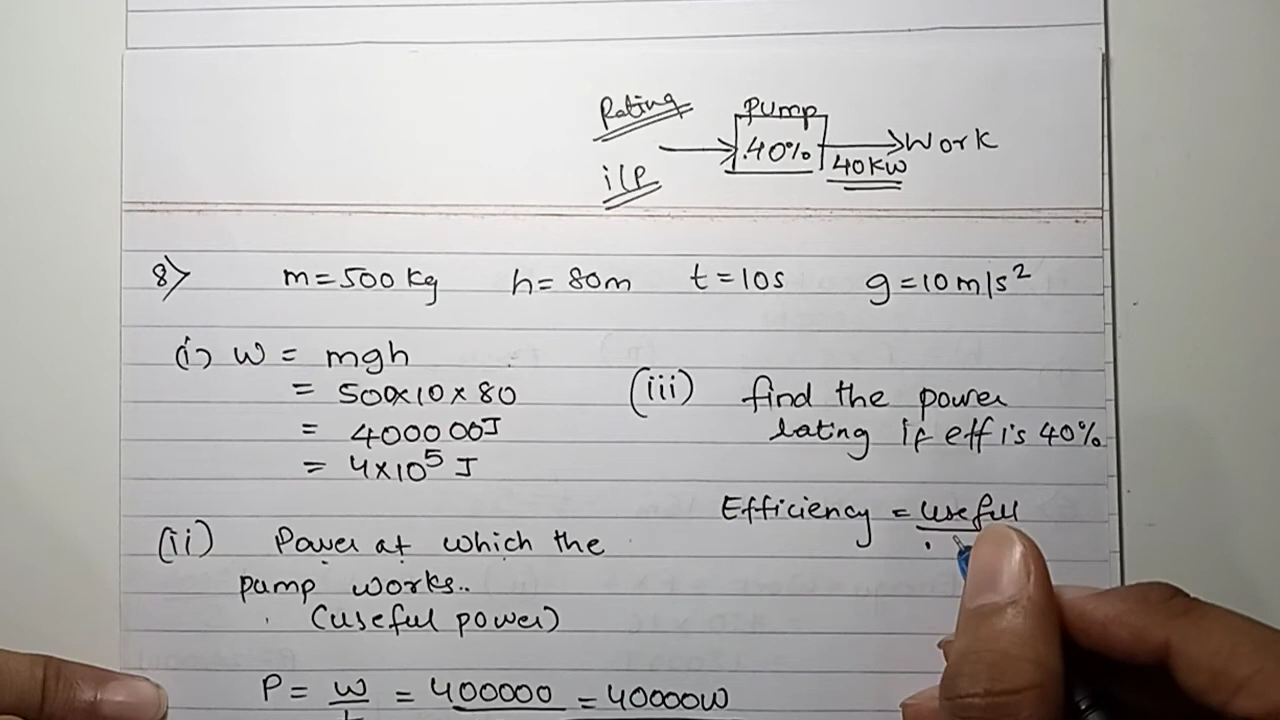 Rating
Pump
40%
Work
40KW
i/P
8> m=500kg h=80m t=10s g=10m/s²
(i) W = mgh
= 500×10×80
= 400000J
= 4×10⁵ J
(iii) find the power
rating if eff is 40%
Efficiency = Useful
(ii) Power at which the
pump works..
(useful power)
P = W/t = 400000 = 40000W